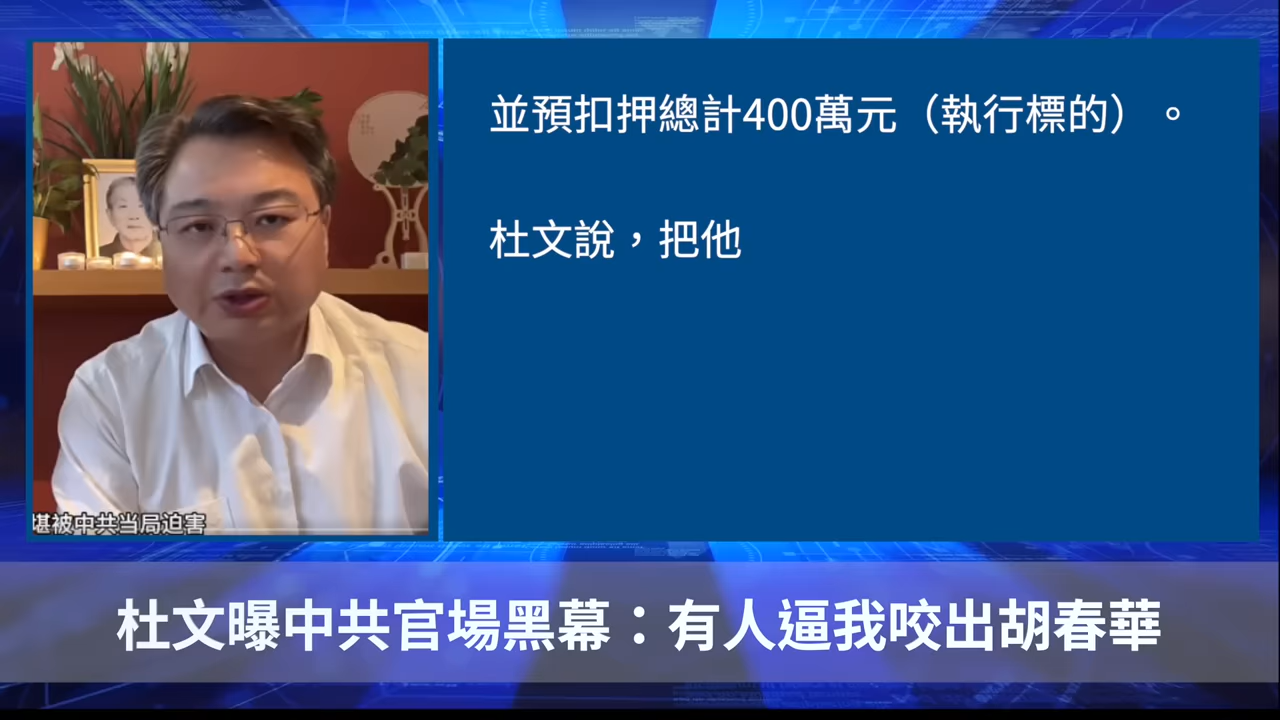 並預扣押總計400萬元（執行標的）。
杜文說，把他
堪被中共当局迫害
杜文曝中共官場黑幕：有人逼我咬出胡春華